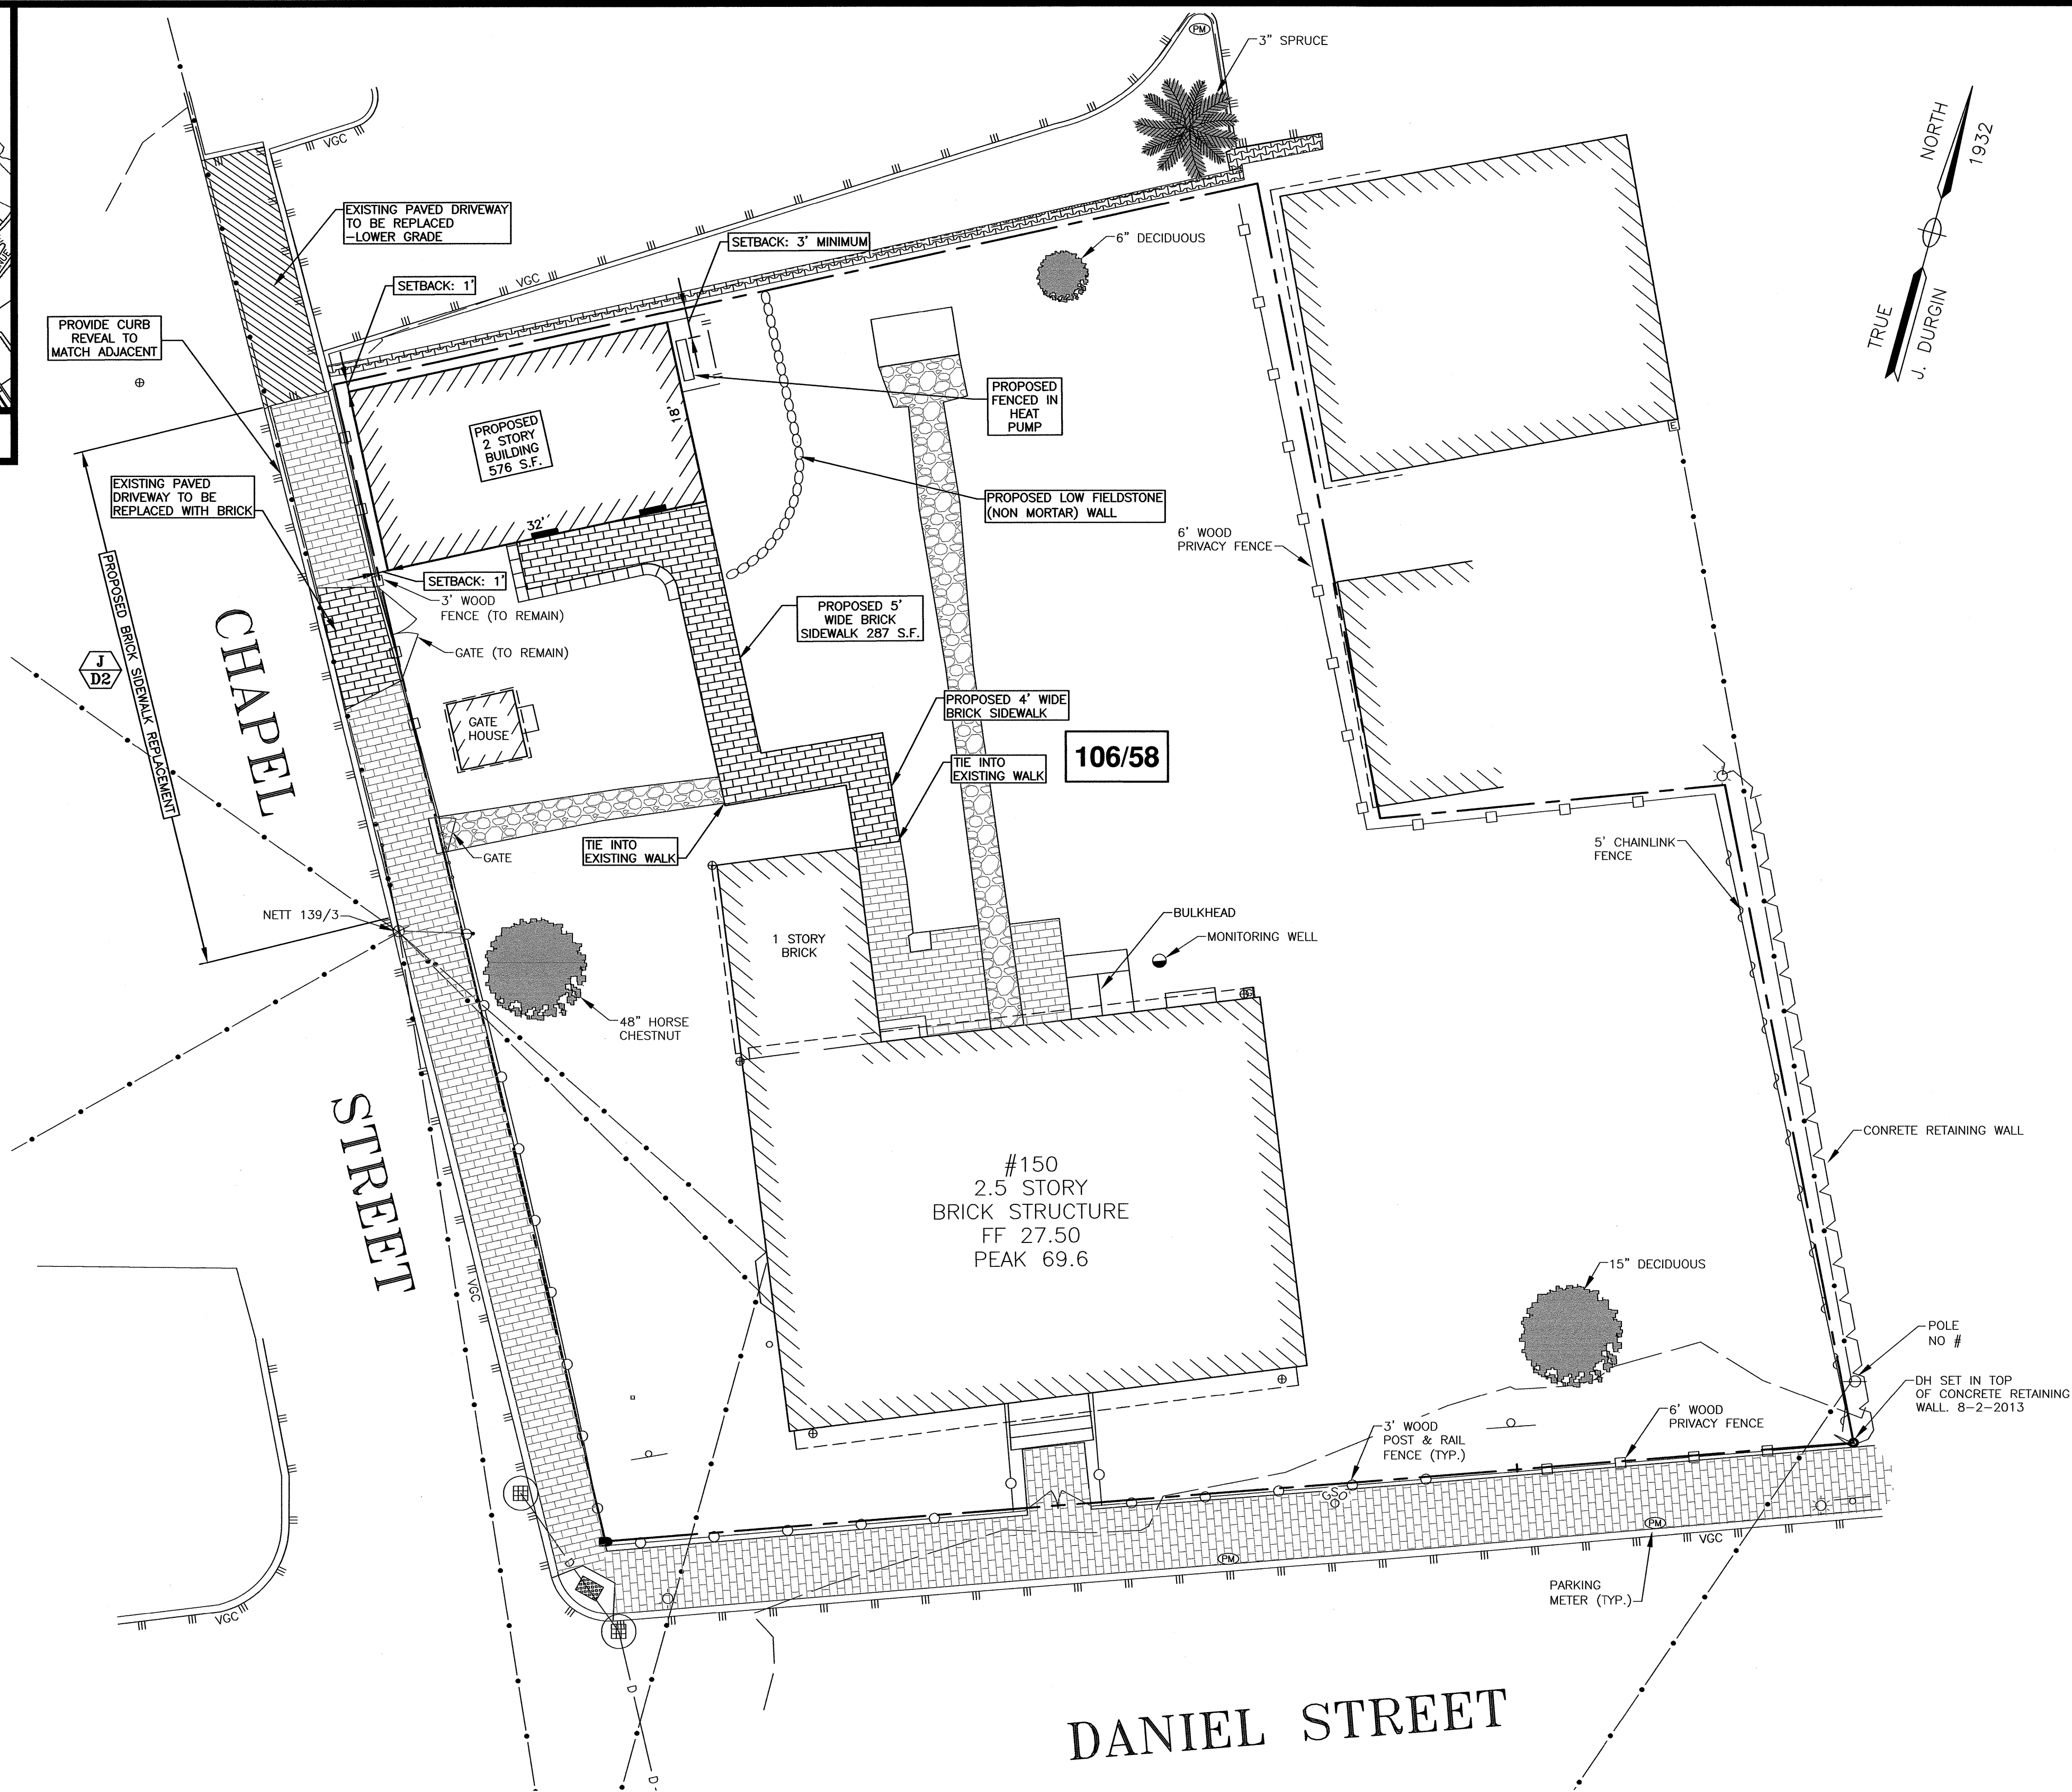 PM
3" SPRUCE
TRUE NORTH
J. DURGIN 1932
VGC
EXISTING PAVED DRIVEWAY
TO BE REPLACED
-LOWER GRADE
SETBACK: 3' MINIMUM
6" DECIDUOUS
SETBACK: 1'
VGC
PROVIDE CURB
REVEAL TO
MATCH ADJACENT
PROPOSED
FENCED IN
HEAT
PUMP
18'
PROPOSED
2 STORY
BUILDING
576 S.F.
E
EXISTING PAVED
DRIVEWAY TO BE
REPLACED WITH BRICK
PROPOSED LOW FIELDSTONE
(NON MORTAR) WALL
32'
6' WOOD
PRIVACY FENCE
PROPOSED BRICK SIDEWALK REPLACEMENT
SETBACK: 1'
3' WOOD
FENCE (TO REMAIN)
PROPOSED 5'
WIDE BRICK
SIDEWALK 287 S.F.
GATE (TO REMAIN)
J
D2
CHAPEL
GATE
HOUSE
PROPOSED 4' WIDE
BRICK SIDEWALK
106/58
TIE INTO
EXISTING WALK
TIE INTO
EXISTING WALK
GATE
5' CHAINLINK
FENCE
NETT 139/3
1 STORY
BRICK
BULKHEAD
MONITORING WELL
G
48" HORSE
CHESTNUT
STREET
CONRETE RETAINING WALL
#150
2.5 STORY
BRICK STRUCTURE
FF 27.50
PEAK 69.6
15" DECIDUOUS
VGC
POLE
NO #
DH SET IN TOP
OF CONCRETE RETAINING
WALL. 8-2-2013
6' WOOD
PRIVACY FENCE
3' WOOD
POST & RAIL
FENCE (TYP.)
GSO
PM
VGC
PM
D
PARKING
METER (TYP.)
VGC
D
DANIEL STREET
D